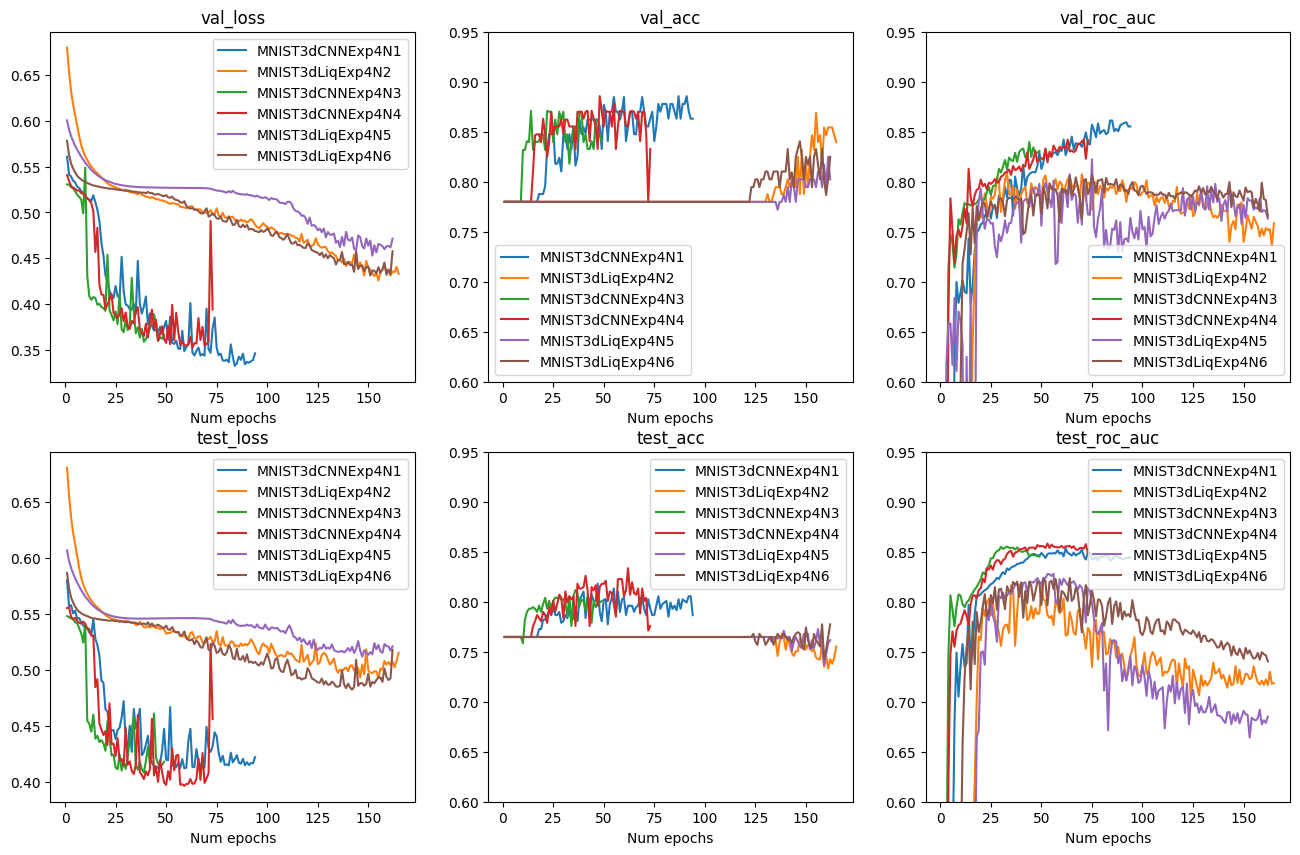 val_loss
0.65
0.60
0.55
0.50
0.45
0.40
0.35
MNIST3dCNNExp4N1
MNIST3dLiqExp4N2
MNIST3dCNNExp4N3
MNIST3dCNNExp4N4
MNIST3dLiqExp4N5
MNIST3dLiqExp4N6
0 25 50 75 100 125 150
Num epochs
val_acc
0.95
0.90
0.85
0.80
0.75
0.70
0.65
0.60
MNIST3dCNNExp4N1
MNIST3dLiqExp4N2
MNIST3dCNNExp4N3
MNIST3dCNNExp4N4
MNIST3dLiqExp4N5
MNIST3dLiqExp4N6
0 25 50 75 100 125 150
Num epochs
val_roc_auc
0.95
0.90
0.85
0.80
0.75
0.70
0.65
0.60
MNIST3dCNNExp4N1
MNIST3dLiqExp4N2
MNIST3dCNNExp4N3
MNIST3dCNNExp4N4
MNIST3dLiqExp4N5
MNIST3dLiqExp4N6
0 25 50 75 100 125 150
Num epochs
test_loss
0.65
0.60
0.55
0.50
0.45
0.40
MNIST3dCNNExp4N1
MNIST3dLiqExp4N2
MNIST3dCNNExp4N3
MNIST3dCNNExp4N4
MNIST3dLiqExp4N5
MNIST3dLiqExp4N6
0 25 50 75 100 125 150
Num epochs
test_acc
0.95
0.90
0.85
0.80
0.75
0.70
0.65
0.60
MNIST3dCNNExp4N1
MNIST3dLiqExp4N2
MNIST3dCNNExp4N3
MNIST3dCNNExp4N4
MNIST3dLiqExp4N5
MNIST3dLiqExp4N6
0 25 50 75 100 125 150
Num epochs
test_roc_auc
0.95
0.90
0.85
0.80
0.75
0.70
0.65
0.60
MNIST3dCNNExp4N1
MNIST3dLiqExp4N2
MNIST3dCNNExp4N3
MNIST3dCNNExp4N4
MNIST3dLiqExp4N5
MNIST3dLiqExp4N6
0 25 50 75 100 125 150
Num epochs